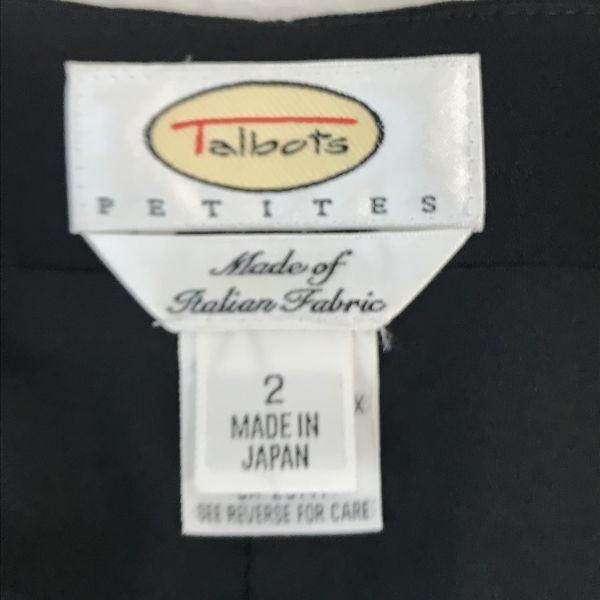 Talbots
PETITES
Made of
Italian Fabric
2
MADE IN
JAPAN
SEE REVERSE FOR CARE